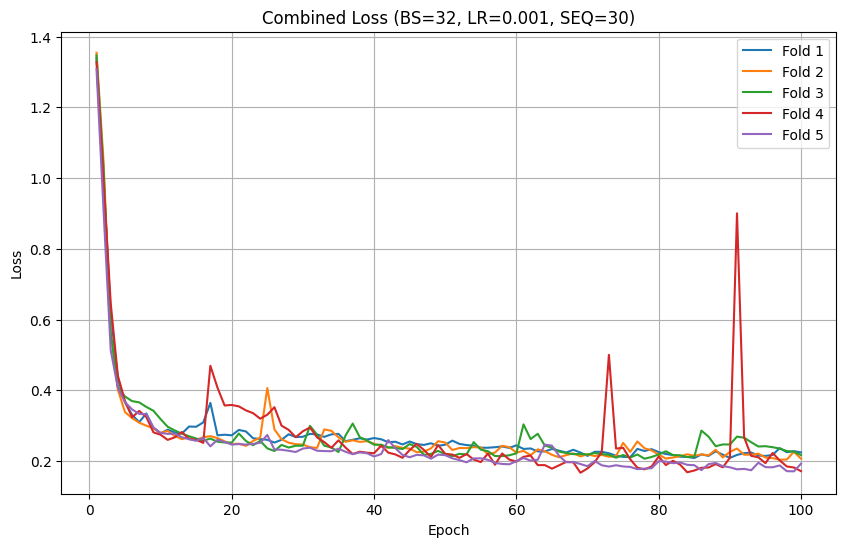 Combined Loss (BS=32, LR=0.001, SEQ=30)
Fold 1
Fold 2
Fold 3
Fold 4
Fold 5
Loss
1.4
1.2
1.0
0.8
0.6
0.4
0.2
0 20 40 60 80 100
Epoch